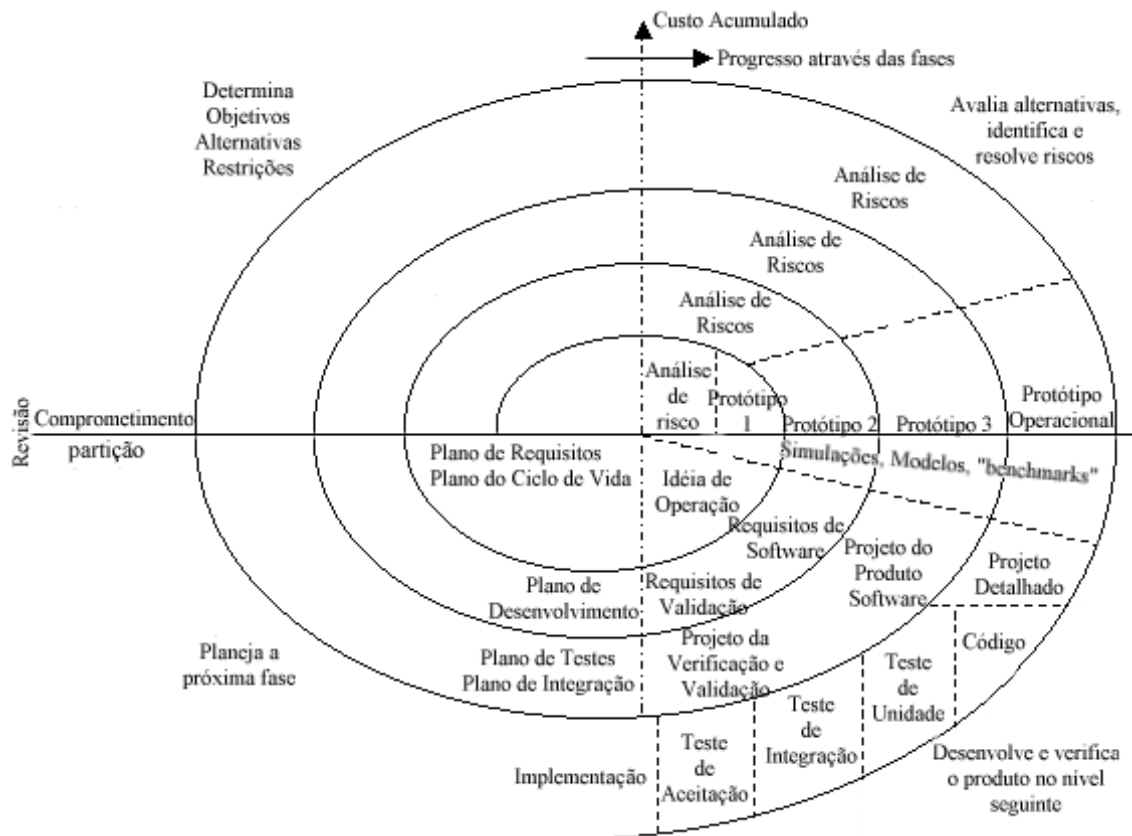 Custo Acumulado
Progresso através das fases
Determina
Objetivos
Alternativas
Restrições
Avalia alternativas,
identifica e
resolve riscos
Análise de
Riscos
Análise de
Riscos
Análise de
Riscos
Análise
de
risco
Protótipo
1
Protótipo 2
Protótipo 3
Protótipo
Operacional
Revisão
Comprometimento
partição
Simulações, Modelos, "benchmarks"
Plano de Requisitos
Plano do Ciclo de Vida
Idéia de
Operação
Requisitos de
Software
Projeto do
Produto
Software
Projeto
Detalhado
Plano de
Desenvolvimento
Requisitos de
Validação
Código
Planeja a
próxima fase
Plano de Testes
Plano de Integração
Projeto da
Verificação e
Validação
Teste
de
Unidade
Teste
de
Integração
Teste
de
Aceitação
Implementação
Desenvolve e verifica
o produto no nível
seguinte